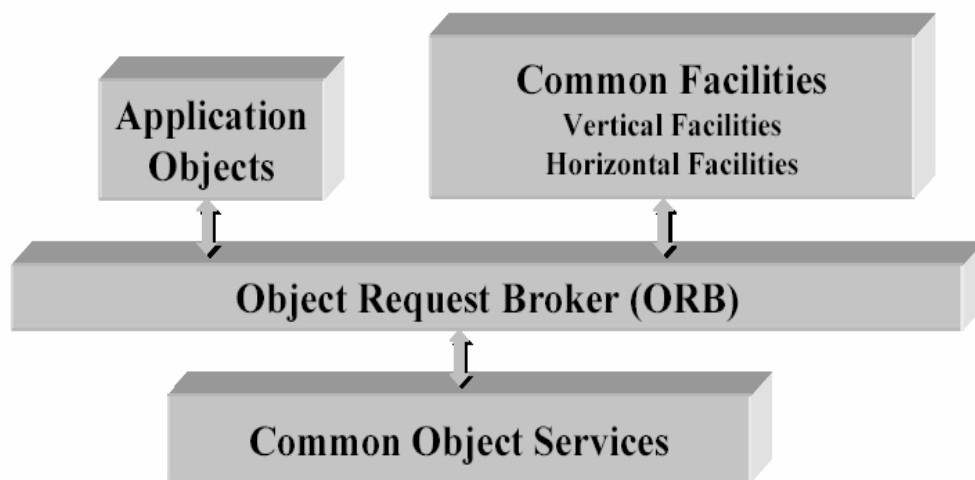 Application
Objects
Common Facilities
Vertical Facilities
Horizontal Facilities
Object Request Broker (ORB)
Common Object Services